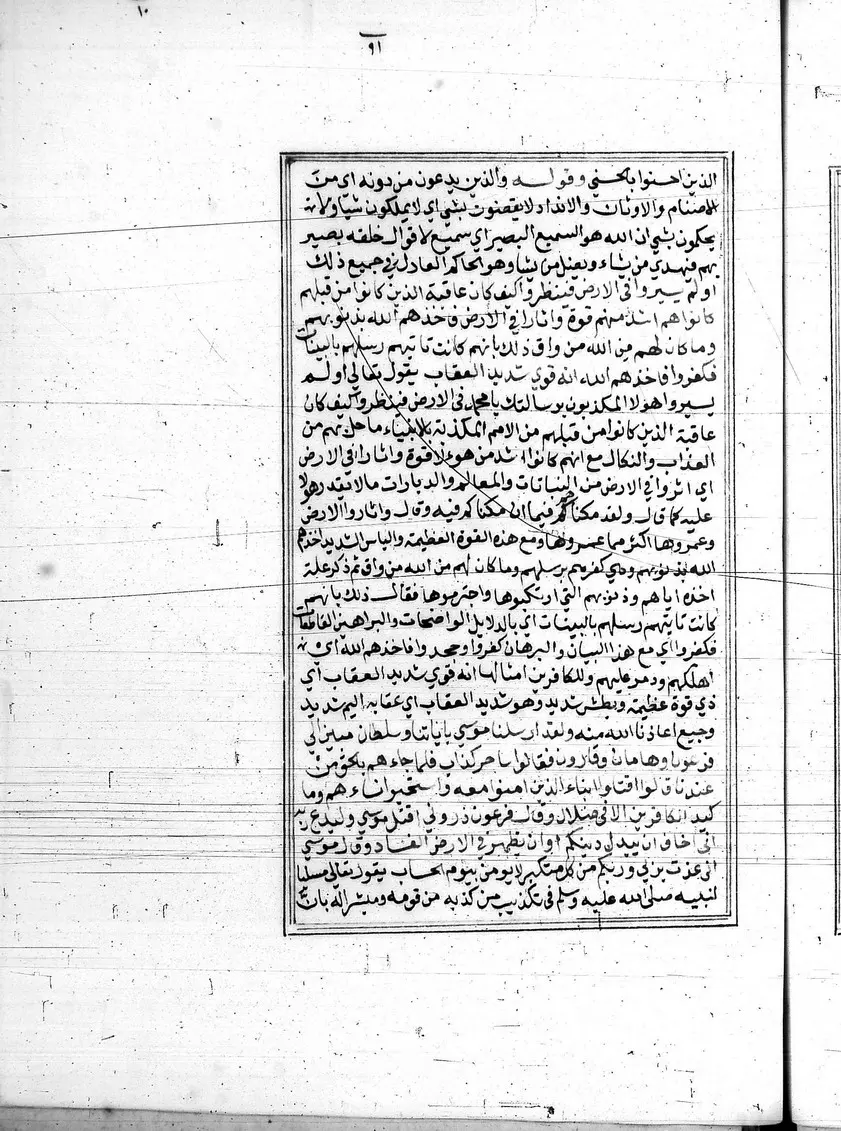 ١٠
٩١
الذين احسنوا بالحسني وقوله والذين يدعون من دونه اي من
الاصنام والاوثان والانداد لا يقضون بشي اي لا يملكون شيا ولا
يحكمون بشي ان الله هو السميع البصير اي سميع لاقوال خلقه بصير
بهم فيهدي من يشاء ويضل من يشا وهو الحاكم العادل في جميع ذلك
اولم يسيروا في الارض فينظروا كيف كان عاقبة الذين كانوا من قبلهم
كانوا هم اشد منهم قوة واثارا في الارض فاخذهم الله بذنوبهم
وما كان لهم من الله من واق ذلك بانهم كانت تاتيهم رسلهم بالبينات
فكفروا فاخذهم الله انه قوي شديد العقاب يقول تعالي اولم
يسيروا هولا المكذبون برسالتك يا محمد في الارض فينظروا كيف كان
عاقبة الذين كانوا من قبلهم من الامم المكذبة بالانبياء ما حل بهم من
العذاب والنكال مع انهم كانوا اشد من هولا قوة واثارا في الارض
اي اثروا في الارض من البنايات والمعالم والديارات ما لا يقدر هولا
عليه كما قال ولقد مكناهم فيما ان مكناكم فيه وقال واثاروا الارض
وعمروها اكثر مما عمروها ومع هذه القوة العظيمة والباس الشديد اخذهم
الله بذنوبهم وهي كفرهم برسلهم وما كان لهم من الله من واق ثم ذكر علة
اخذه اياهم وذنوبهم التي ارتكبوها واجترموها فقال ذلك بانهم
كانت تاتيهم رسلهم بالبينات اي بالدلايل الواضحات والبراهين القاطعات
فكفروا اي مع هذا البيان والبرهان كفروا وجحدوا فاخذهم الله اي
اهلكهم ودمر عليهم وللكافرين امثالها انه قوي شديد العقاب اي
ذي قوة عظيمة وبطش شديد وهو شديد العقاب اي عقابه اليم شديد
وجيع اعاذنا الله منه ولقد ارسلنا موسي باياتنا وسلطان مبين الي
فرعون وهامان وقارون فقالوا ساحر كذاب فلما جاءهم بالحق من
عندنا قالوا اقتلوا ابناء الذين امنوا معه واستحيوا نساءهم وما
كيد الكافرين الا في ضلال وقال فرعون ذروني اقتل موسي وليدع ربه
اني اخاف ان يبدل دينكم او ان يظهر في الارض الفساد وقال موسي
اني عذت بربي وربكم من كل متكبر لا يومن بيوم الحساب يقول تعالي مسليا
لنبيه صلي الله عليه وسلم في تكذيب من كذبه من قومه ومبشرا له بان